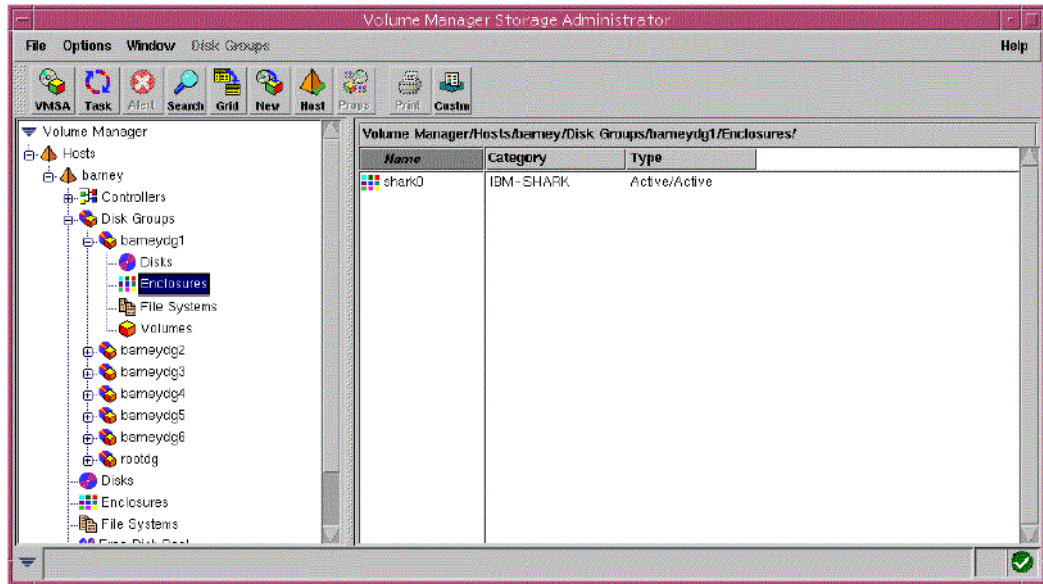 Volume Manager Storage Administrator
File Options Window Disk Groups Help
VMSA Task Alert Search Grid New Host Props Print Custm
Volume Manager
Hosts
barney
Controllers
Disk Groups
barneydg1
Disks
Enclosures
File Systems
Volumes
barneydg2
barneydg3
barneydg4
barneydg5
barneydg6
rootdg
Disks
Enclosures
File Systems
Volume Manager/Hosts/barney/Disk Groups/barneydg1/Enclosures/
Name Category Type
shark0 IBM-SHARK Active/Active